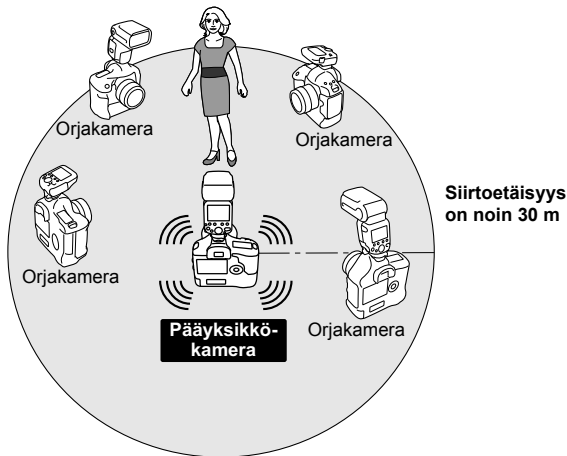 Orjakamera
Orjakamera
Siirtoetäisyys
on noin 30 m
Orjakamera
Orjakamera
Pääyksikkö-
kamera